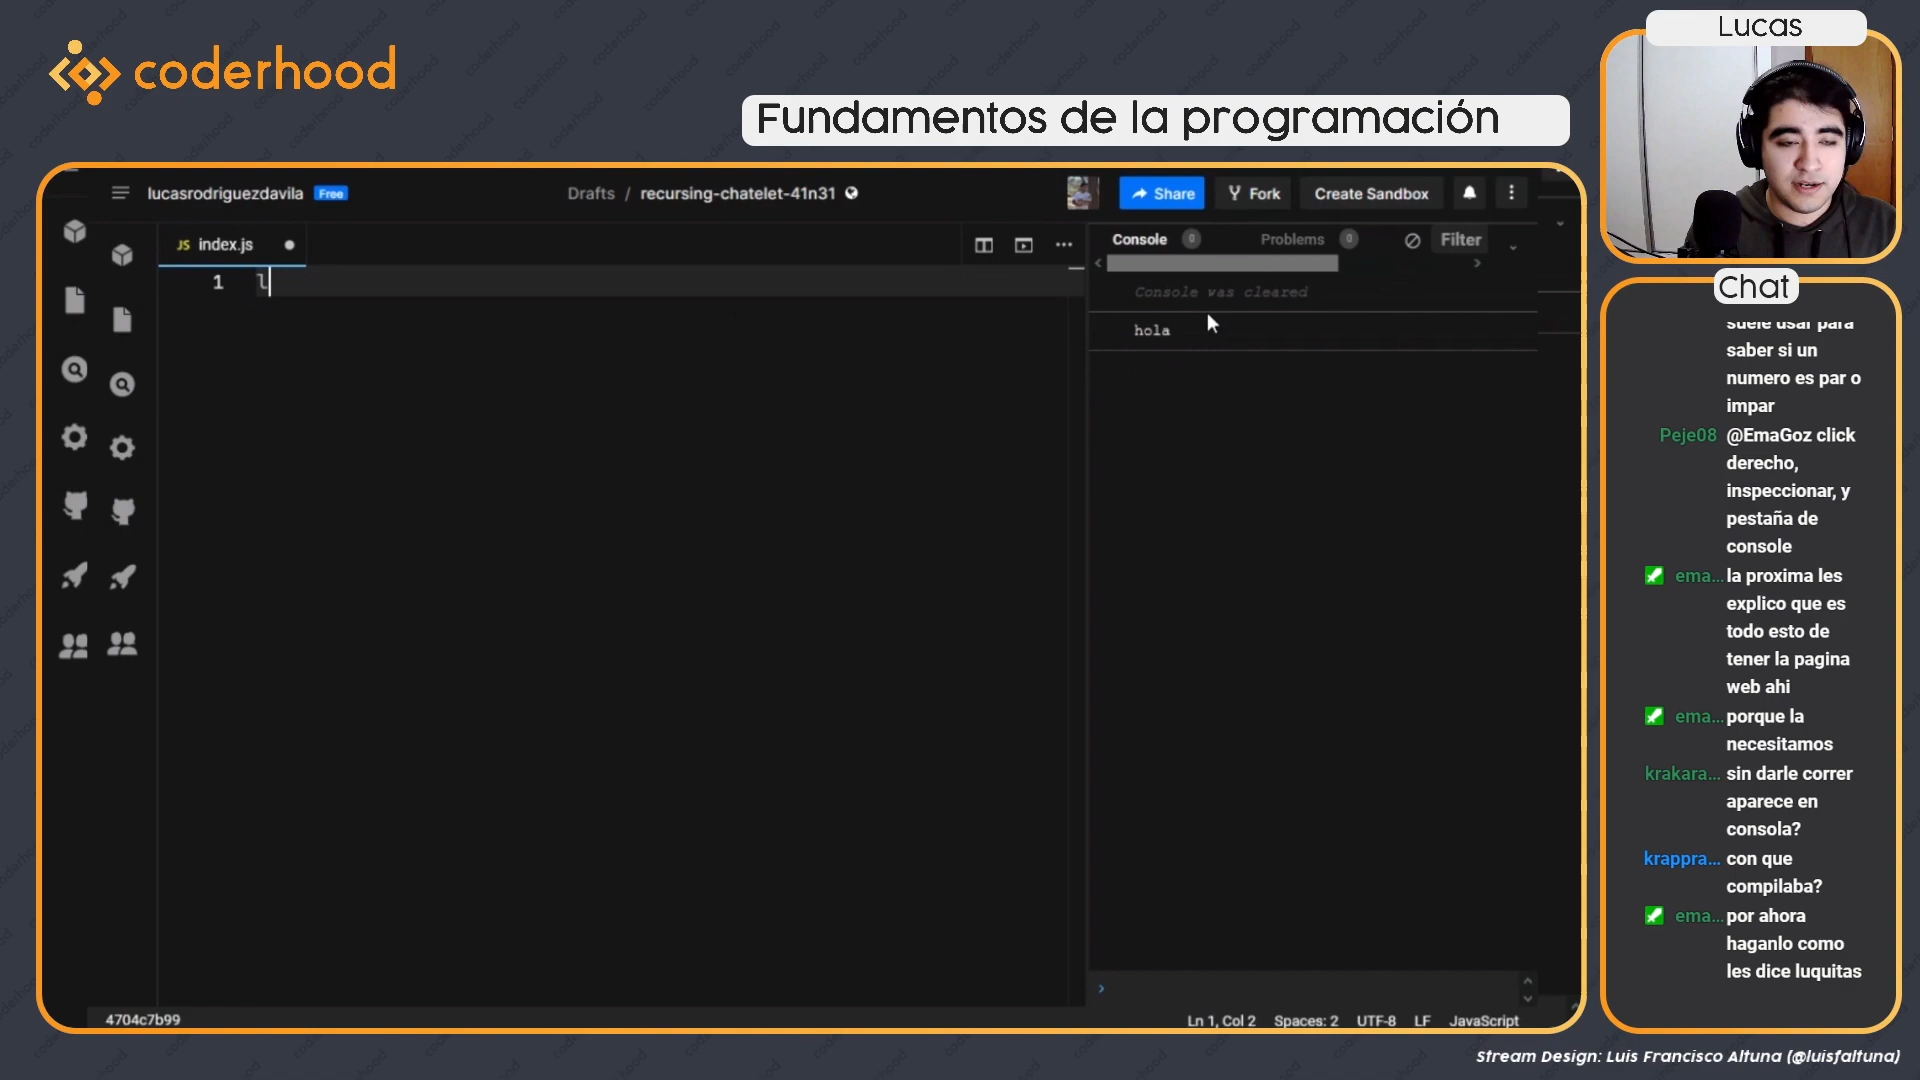 coderhood
Fundamentos de la programación
Lucas
lucasrodriguezdavila Free
Drafts / recursing-chatelet-41n31
Share
Fork
Create Sandbox
JS index.js
1 l
Console 0
Problems 0
Filter
Console was cleared
hola
4704c7b99
Ln 1, Col 2 Spaces: 2 UTF-8 LF JavaScript
Chat
suele usar para
saber si un
numero es par o
impar
Peje08 @EmaGoz click
derecho,
inspeccionar, y
pestaña de
console
ema... la proxima les
explico que es
todo esto de
tener la pagina
web ahi
ema... porque la
necesitamos
krakara... sin darle correr
aparece en
consola?
krappra... con que
compilaba?
ema... por ahora
haganlo como
les dice luquitas
Stream Design: Luis Francisco Altuna (@luisfaltuna)